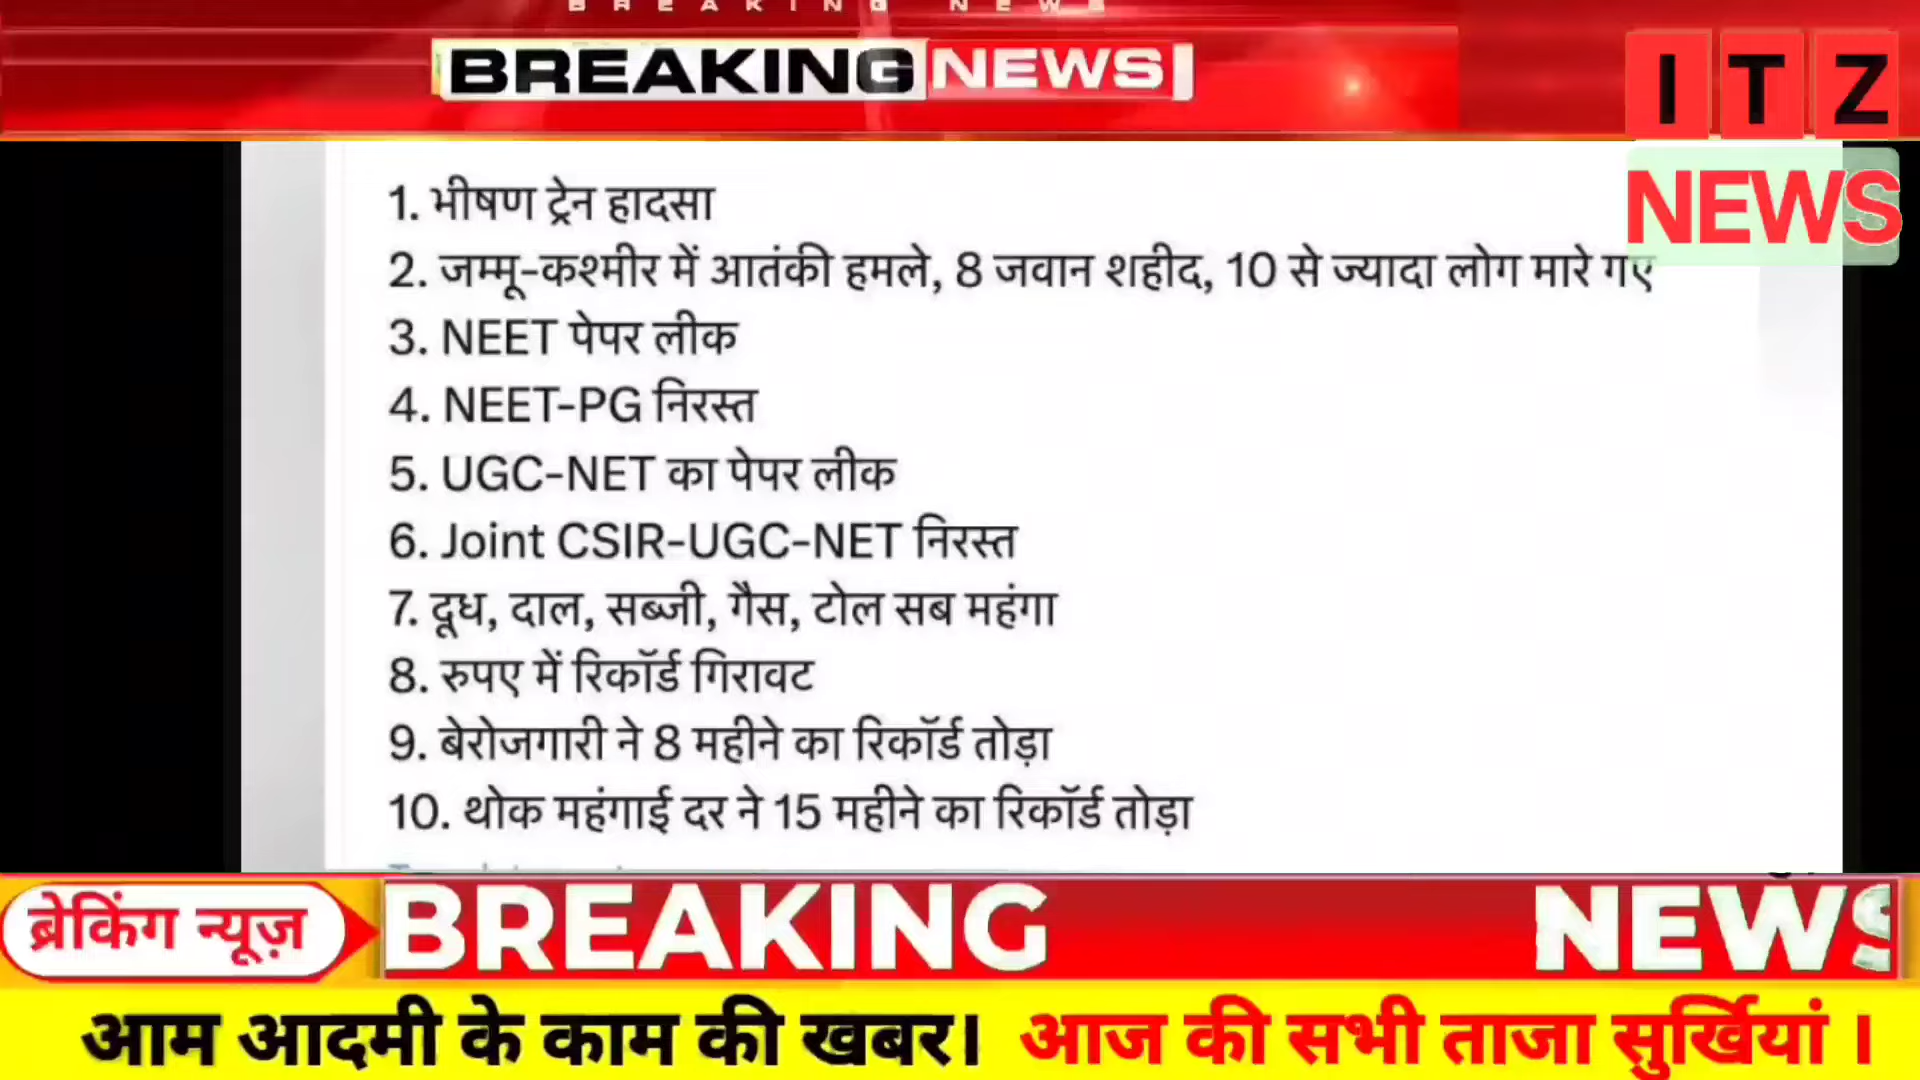 BREAKING NEWS
BREAKING NEWS
I T Z
NEWS
1. भीषण ट्रेन हादसा
2. जम्मू-कश्मीर में आतंकी हमले, 8 जवान शहीद, 10 से ज्यादा लोग मारे गए
3. NEET पेपर लीक
4. NEET-PG निरस्त
5. UGC-NET का पेपर लीक
6. Joint CSIR-UGC-NET निरस्त
7. दूध, दाल, सब्जी, गैस, टोल सब महंगा
8. रुपए में रिकॉर्ड गिरावट
9. बेरोजगारी ने 8 महीने का रिकॉर्ड तोड़ा
10. थोक महंगाई दर ने 15 महीने का रिकॉर्ड तोड़ा
ब्रेकिंग न्यूज़
BREAKING NEWS
आम आदमी के काम की खबर। आज की सभी ताजा सुर्खियां ।